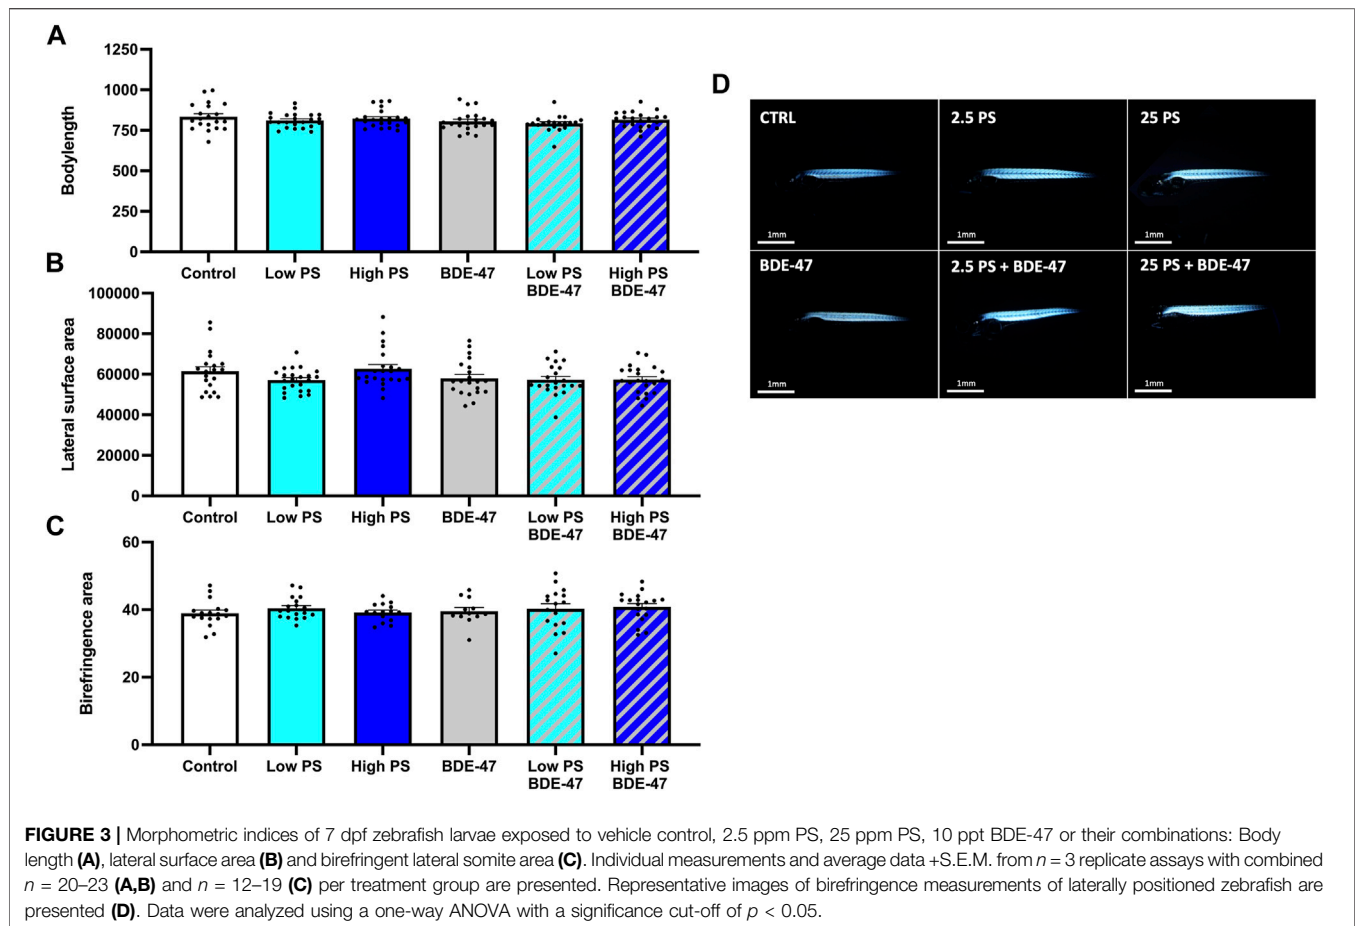 A
1250
1000
750
500
250
0
Bodylength
Control Low PS High PS BDE-47 Low PS High PS
BDE-47 BDE-47
B
100000
80000
60000
40000
20000
0
Lateral surface area
Control Low PS High PS BDE-47 Low PS High PS
BDE-47 BDE-47
C
60
40
20
0
Birefringence area
Control Low PS High PS BDE-47 Low PS High PS
BDE-47 BDE-47
D
CTRL 2.5 PS 25 PS
1mm 1mm 1mm
BDE-47 2.5 PS + BDE-47 25 PS + BDE-47
1mm 1mm 1mm
FIGURE 3 | Morphometric indices of 7 dpf zebrafish larvae exposed to vehicle control, 2.5 ppm PS, 25 ppm PS, 10 ppt BDE-47 or their combinations: Body
length (A), lateral surface area (B) and birefringent lateral somite area (C). Individual measurements and average data +S.E.M. from n = 3 replicate assays with combined
n = 20–23 (A,B) and n = 12–19 (C) per treatment group are presented. Representative images of birefringence measurements of laterally positioned zebrafish are
presented (D). Data were analyzed using a one-way ANOVA with a significance cut-off of p < 0.05.